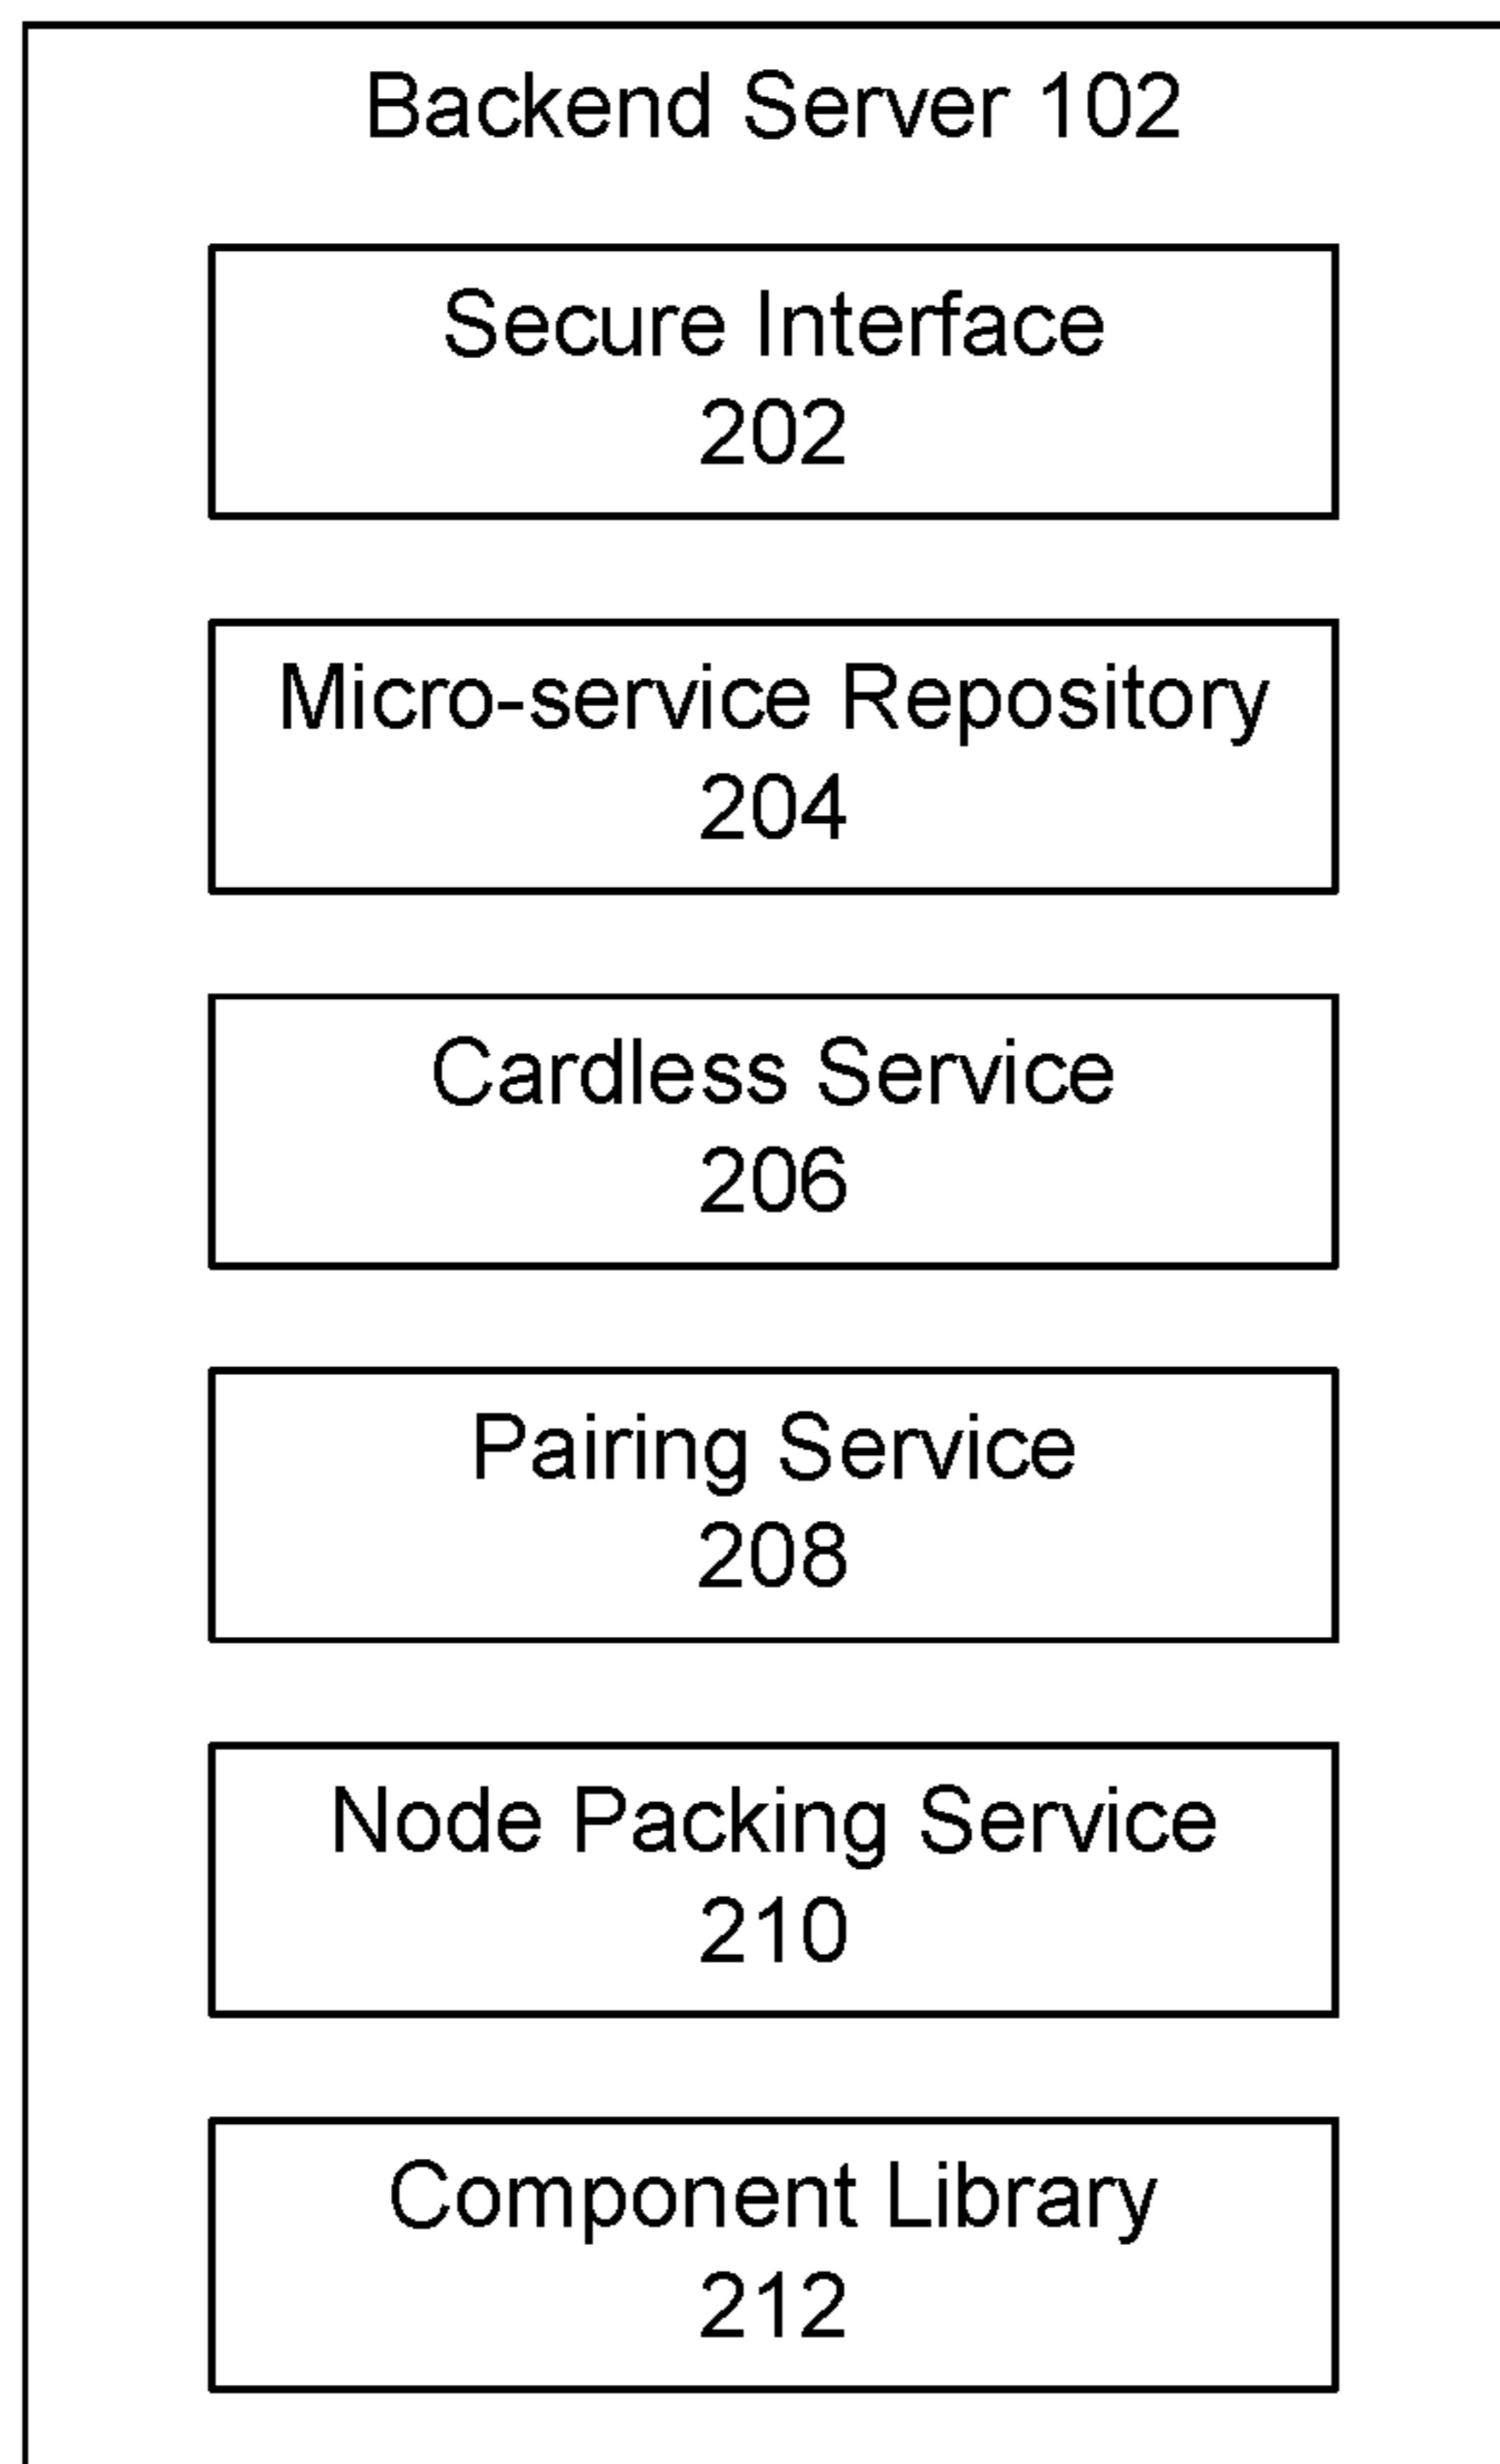 Backend Server 102
Secure Interface
202
Micro-service Repository
204
Cardless Service
206
Pairing Service
208
Node Packing Service
210
Component Library
212